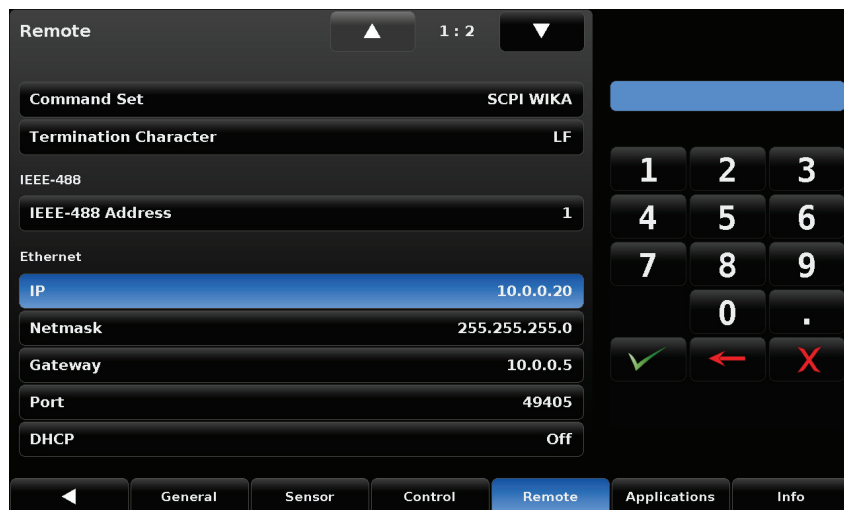 Remote 1 : 2
Command Set SCPI WIKA
Termination Character LF
IEEE-488
IEEE-488 Address 1
Ethernet
IP 10.0.0.20
Netmask 255.255.255.0
Gateway 10.0.0.5
Port 49405
DHCP Off
1 2 3
4 5 6
7 8 9
0 .
General Sensor Control Remote Applications Info